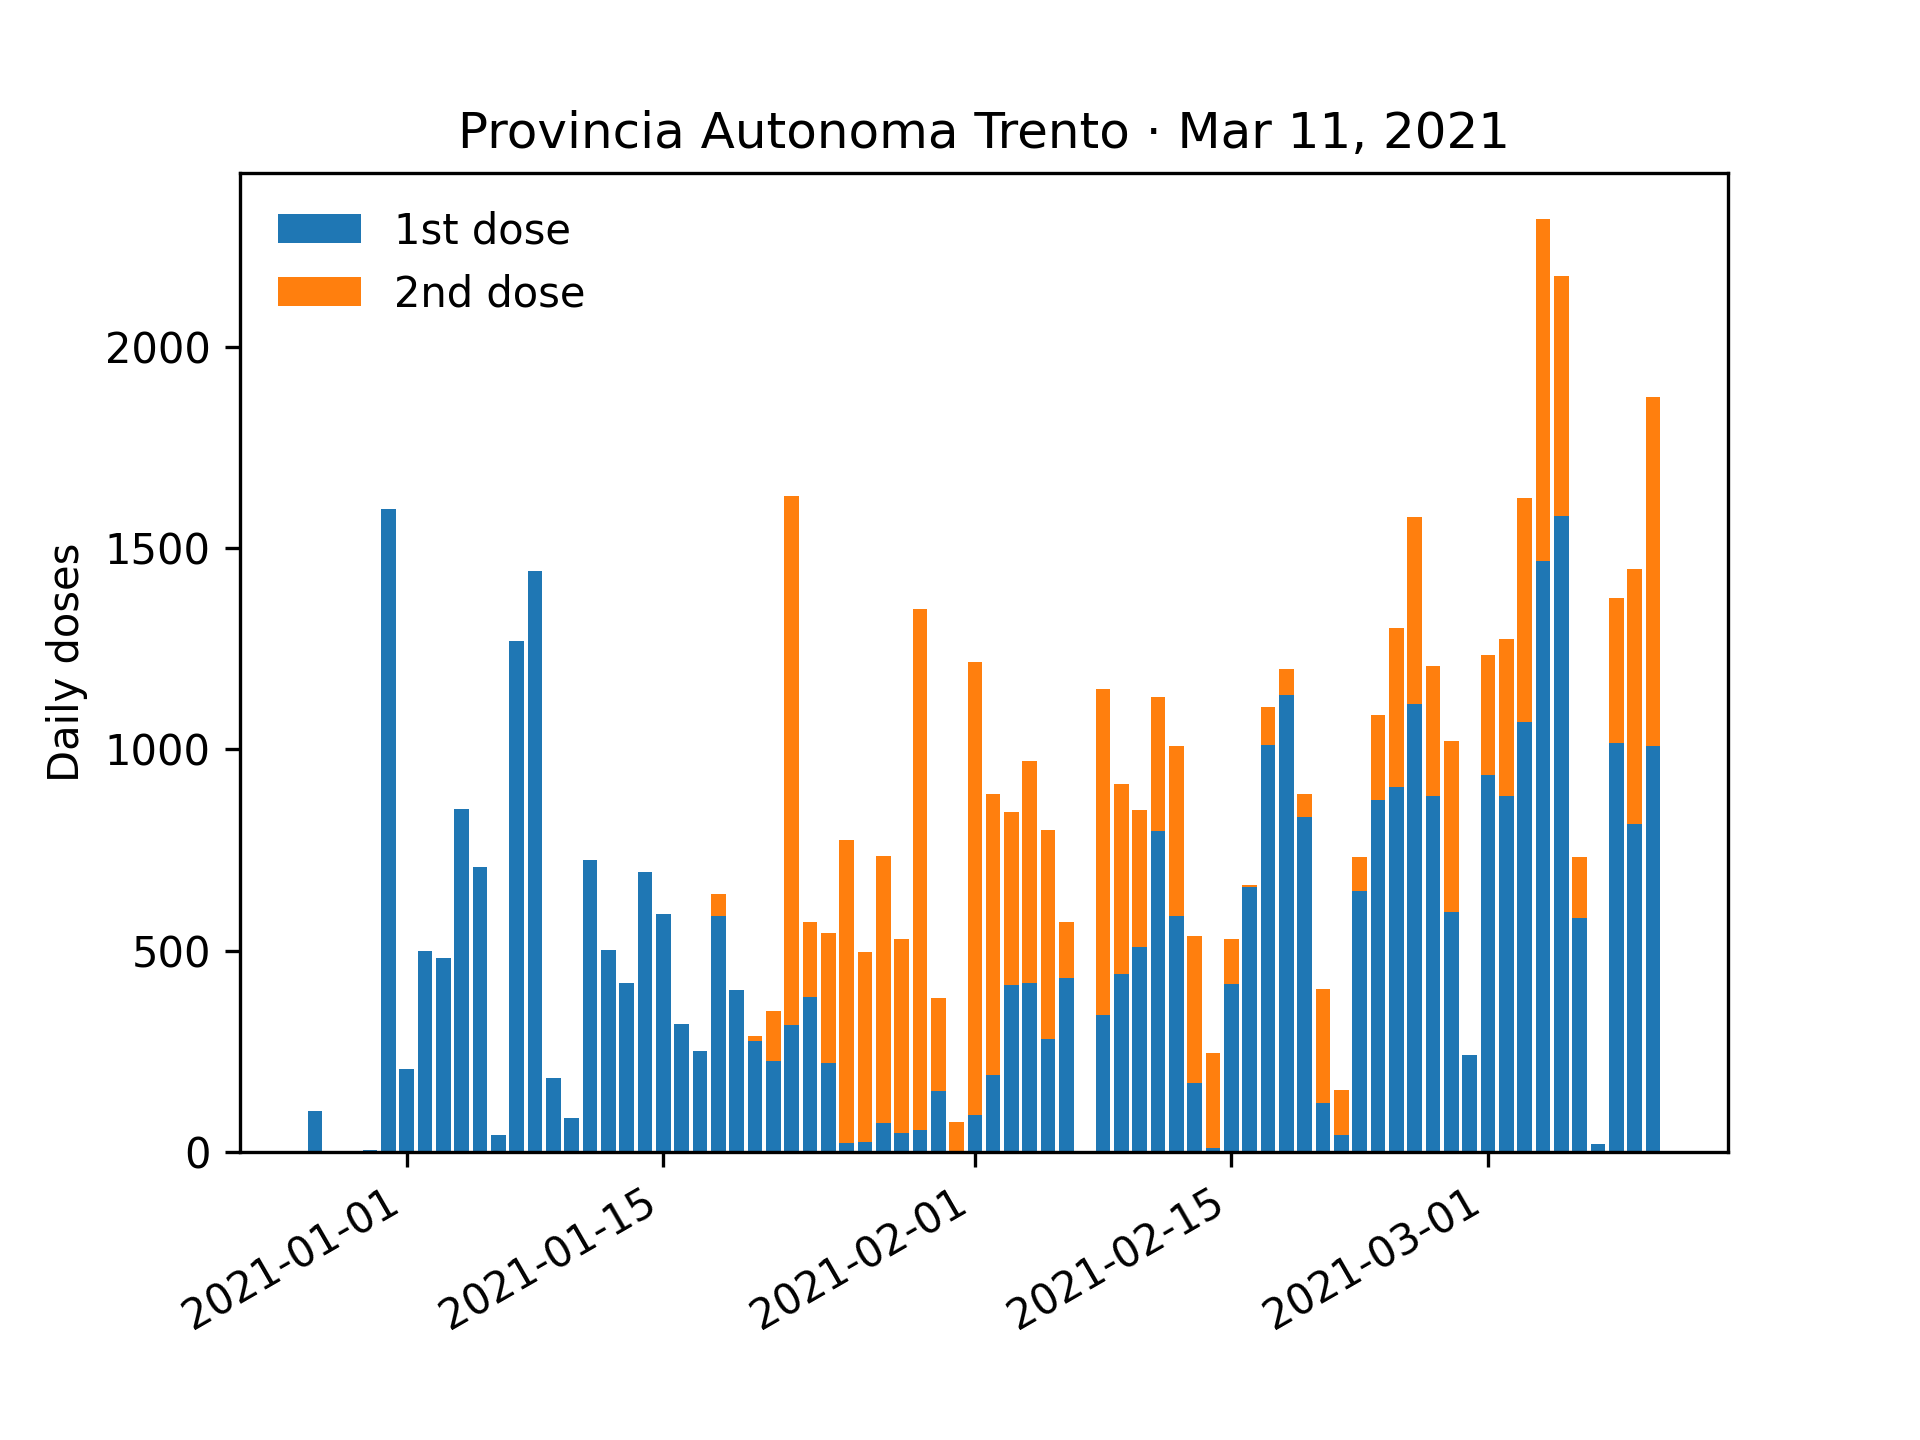 Provincia Autonoma Trento · Mar 11, 2021
1st dose
2nd dose
Daily doses
2000
1500
1000
500
0
2021-01-01
2021-01-15
2021-02-01
2021-02-15
2021-03-01